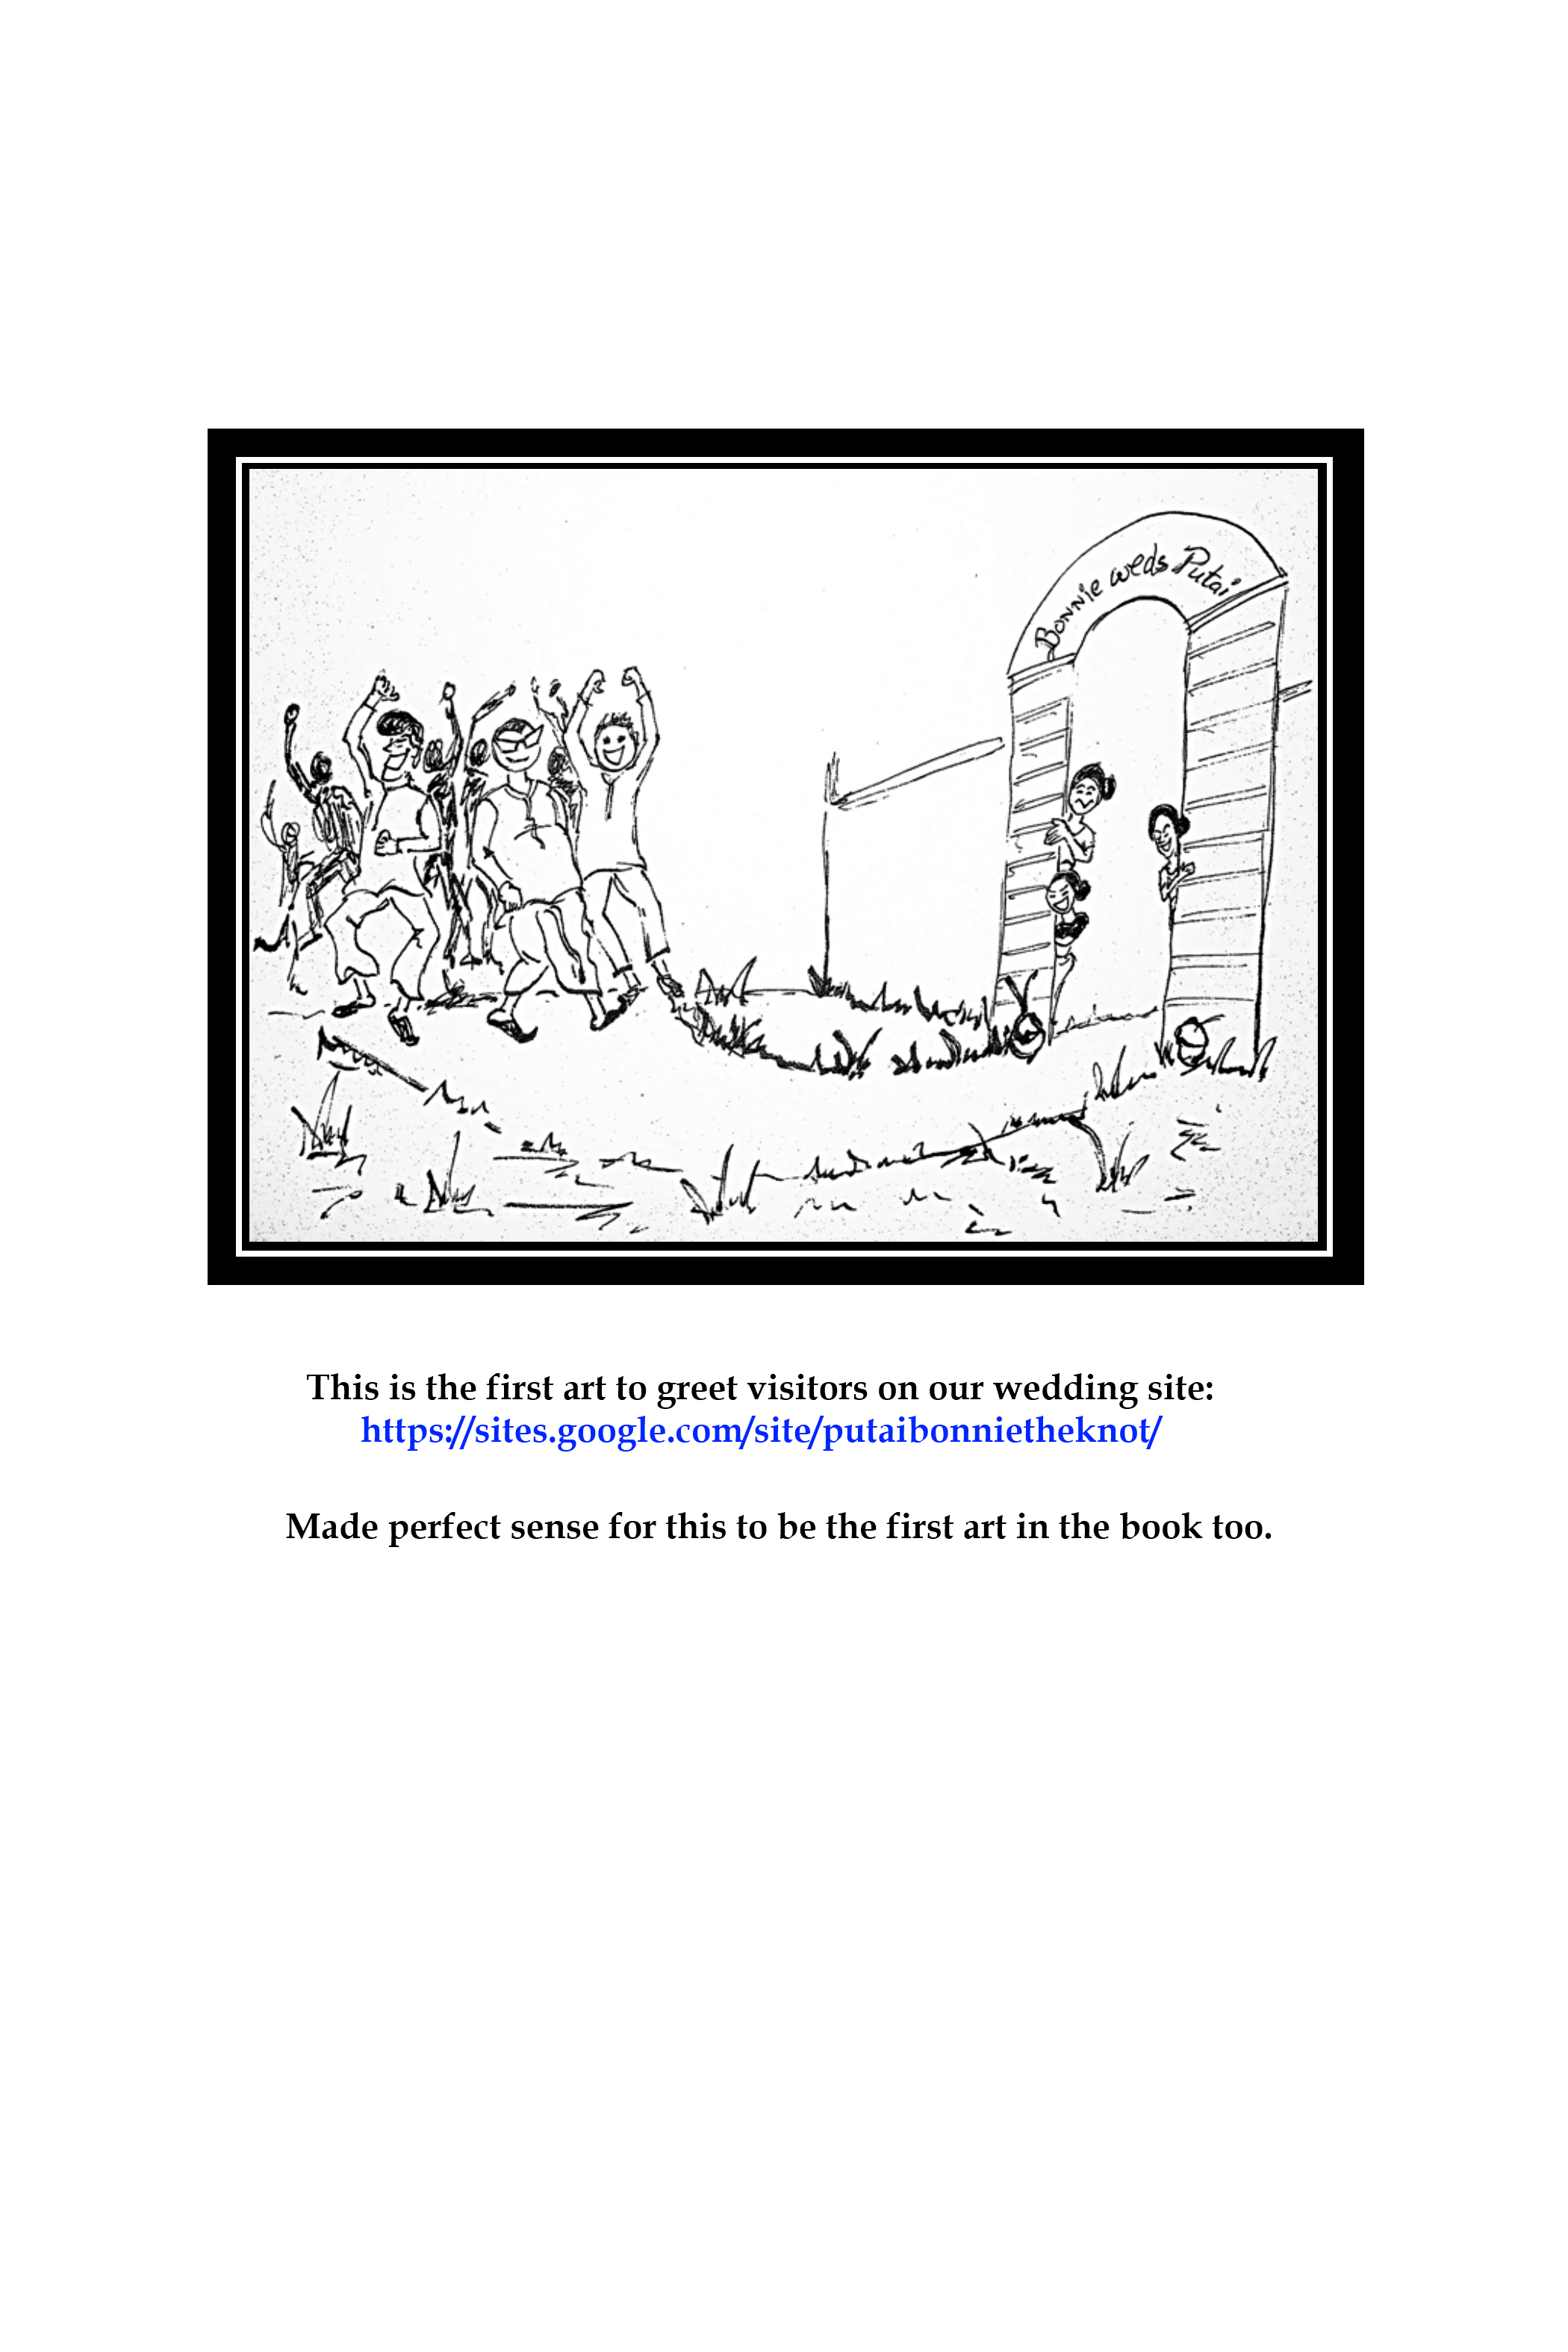 Bonnie weds Putai
This is the first art to greet visitors on our wedding site:
https://sites.google.com/site/putaibonnietheknot/
Made perfect sense for this to be the first art in the book too.